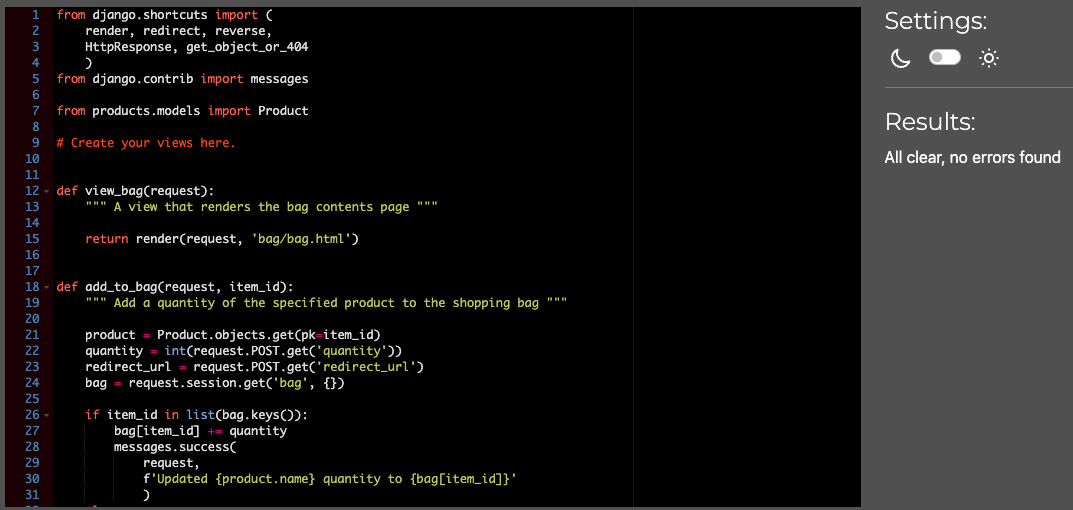 1 from django.shortcuts import (
2     render, redirect, reverse,
3     HttpResponse, get_object_or_404
4     )
5 from django.contrib import messages
6
7 from products.models import Product
8
9 # Create your views here.
10
11
12 def view_bag(request):
13     """ A view that renders the bag contents page """
14
15     return render(request, 'bag/bag.html')
16
17
18 def add_to_bag(request, item_id):
19     """ Add a quantity of the specified product to the shopping bag """
20
21     product = Product.objects.get(pk=item_id)
22     quantity = int(request.POST.get('quantity'))
23     redirect_url = request.POST.get('redirect_url')
24     bag = request.session.get('bag', {})
25
26     if item_id in list(bag.keys()):
27         bag[item_id] += quantity
28         messages.success(
29             request,
30             f'Updated {product.name} quantity to {bag[item_id]}'
31             )
Settings:
Results:
All clear, no errors found